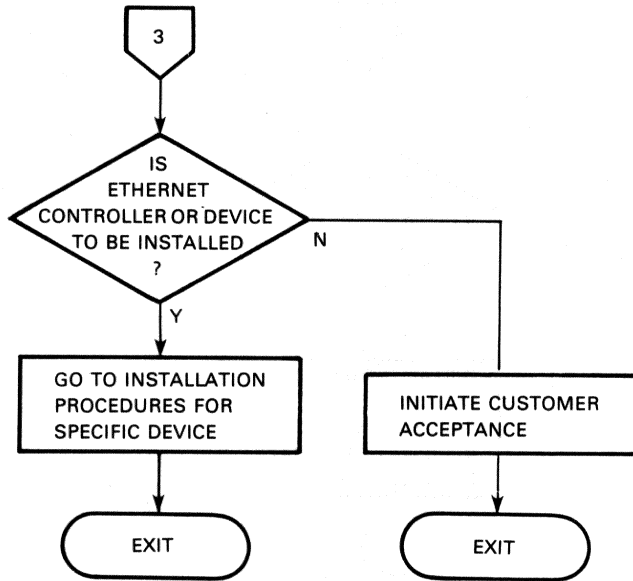 3
IS
ETHERNET
CONTROLLER OR DEVICE
TO BE INSTALLED
?
N
Y
GO TO INSTALLATION
PROCEDURES FOR
SPECIFIC DEVICE
INITIATE CUSTOMER
ACCEPTANCE
EXIT
EXIT